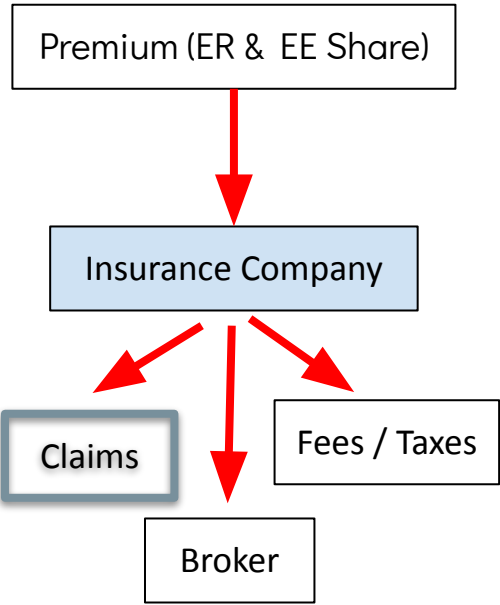 Premium (ER & EE Share)
Insurance Company
Claims
Fees / Taxes
Broker